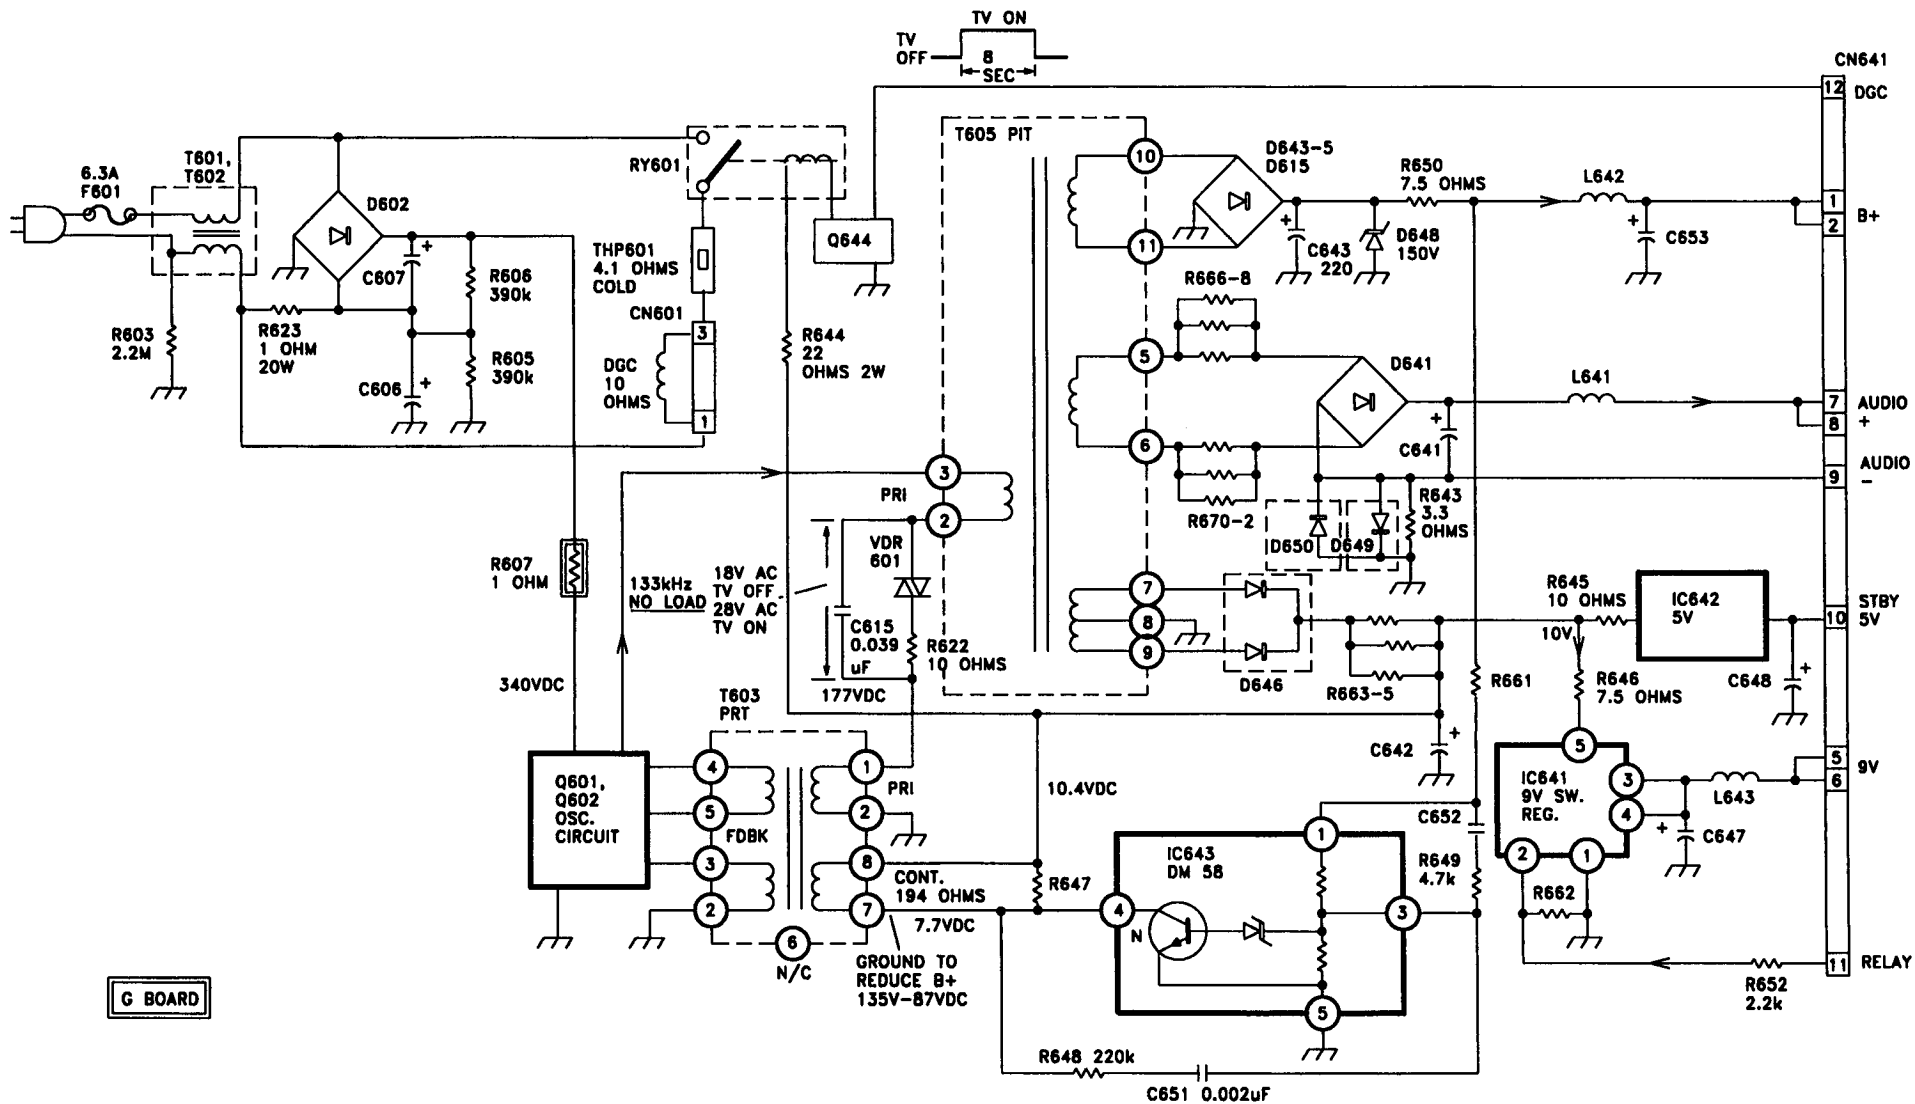 TV ON
TV
OFF
8
SEC
CN641
12
DGC
T605 PIT
T601,
T602
6.3A
F601
D602
RY601
10
D643-5
D615
R650
7.5 OHMS
L642
1
2
B+
Q644
THP601
4.1 OHMS
COLD
11
C643
220
D648
150V
C653
C607
R606
390k
R666-8
CN601
3
R603
2.2M
R623
1 OHM
20W
R605
390k
C606
DGC
10
OHMS
1
R644
22
OHMS 2W
5
D641
L641
7
8
AUDIO
+
6
C641
AUDIO
9
-
3
PRI
2
R670-2
R643
3.3
OHMS
D650
D649
R607
1 OHM
133kHz
NO LOAD
18V AC
TV OFF
28V AC
TV ON
VDR
601
C615
0.039
uF
R622
10 OHMS
177VDC
7
8
9
D646
R663-5
R645
10 OHMS
10V
IC642
5V
STBY
10
5V
R661
R646
7.5 OHMS
C648
340VDC
T603
PRT
C642
Q601,
Q602
OSC.
CIRCUIT
4
5
FDBK
3
2
1
PRI
2
8
CONT.
194 OHMS
7
7.7VDC
6
N/C
10.4VDC
R647
GROUND TO
REDUCE B+
135V-87VDC
IC643
DM 58
1
4
N
3
5
C652
R649
4.7k
5
IC641
9V SW.
REG.
3
4
2
1
L643
C647
R662
5
6
9V
11
RELAY
R652
2.2k
R648 220k
C651 0.002uF
G BOARD